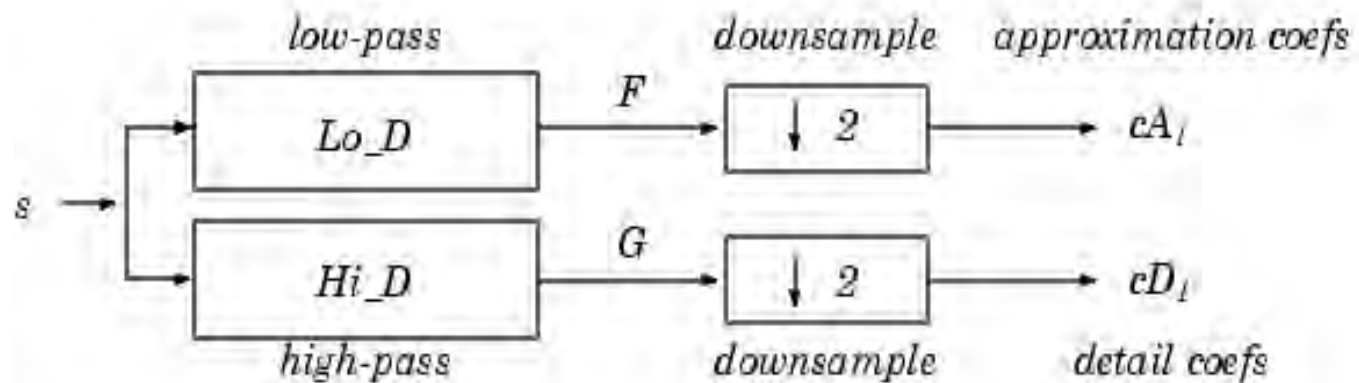 low-pass downsample approximation coefs
Lo_D F ↓ 2 cA₁
s
Hi_D G ↓ 2 cD₁
high-pass downsample detail coefs